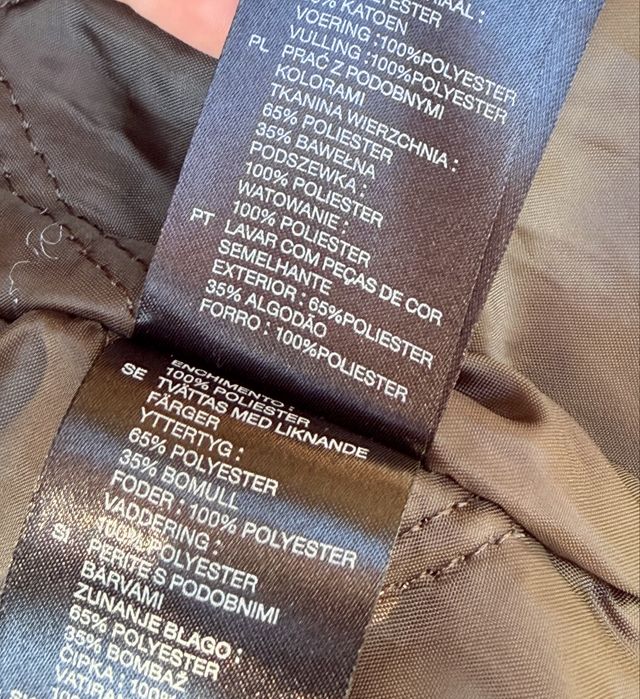 % KATOEN
VOERING :100%POLYESTER
VULLING :100%POLYESTER
PL PRAĆ Z PODOBNYMI
KOLORAMI
TKANINA WIERZCHNIA :
65% POLIESTER
35% BAWEŁNA
PODSZEWKA :
100% POLIESTER
WATOWANIE :
100% POLIESTER
PT LAVAR COM PEÇAS DE COR
SEMELHANTE
EXTERIOR : 65%POLIESTER
35% ALGODÃO
FORRO : 100%POLIESTER
ENCHIMENTO :
100% POLIESTER
SE TVÄTTAS MED LIKNANDE
FÄRGER
YTTERTYG :
65% POLYESTER
35% BOMULL
FODER : 100% POLYESTER
VADDERING :
100%POLYESTER
SI PERITE S PODOBNIMI
BARVAMI
ZUNANJE BLAGO :
65% POLYESTER
35% BOMBAŽ